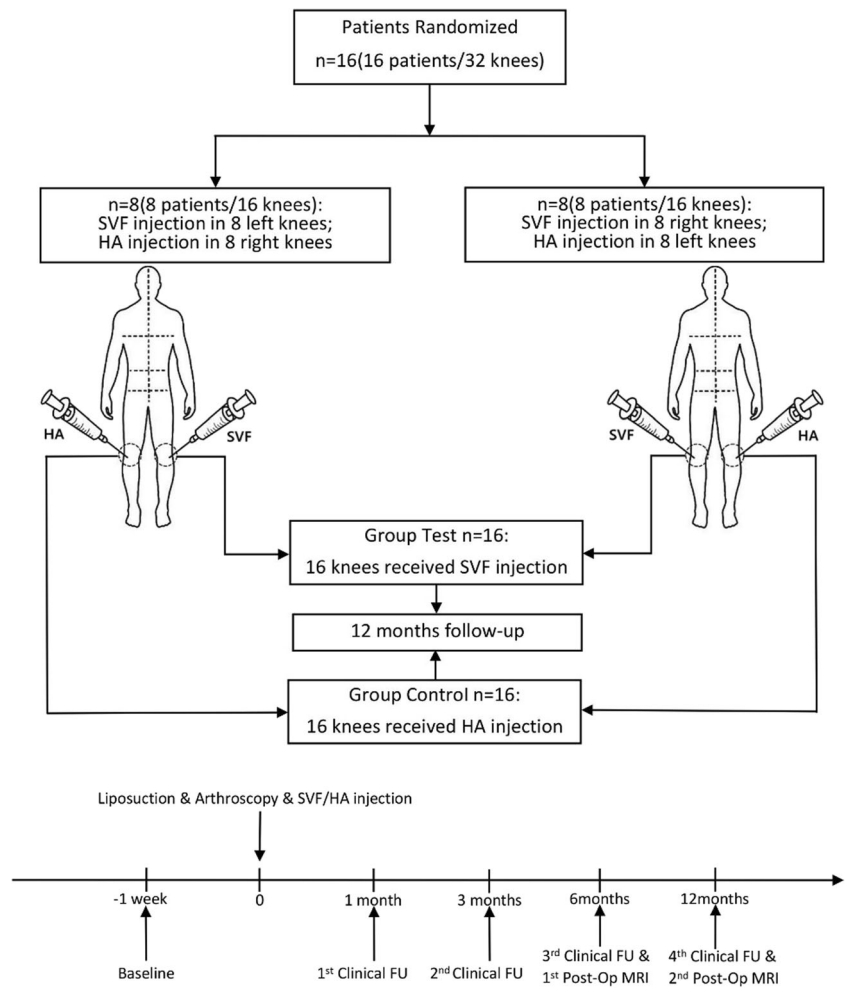 Patients Randomized
n=16(16 patients/32 knees)
n=8(8 patients/16 knees):
SVF injection in 8 left knees;
HA injection in 8 right knees
n=8(8 patients/16 knees):
SVF injection in 8 right knees;
HA injection in 8 left knees
HA
SVF
SVF
HA
Group Test n=16:
16 knees received SVF injection
12 months follow-up
Group Control n=16:
16 knees received HA injection
Liposuction & Arthroscopy & SVF/HA injection
-1 week
0
1 month
3 months
6months
12months
Baseline
1st Clinical FU
2nd Clinical FU
3rd Clinical FU &
1st Post-Op MRI
4th Clinical FU &
2nd Post-Op MRI